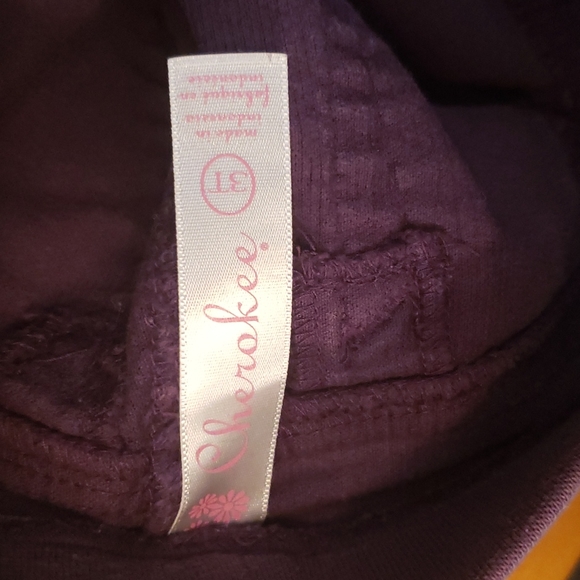 Cherokee
3T
made in
indonesia
fabriqué en
indonésie